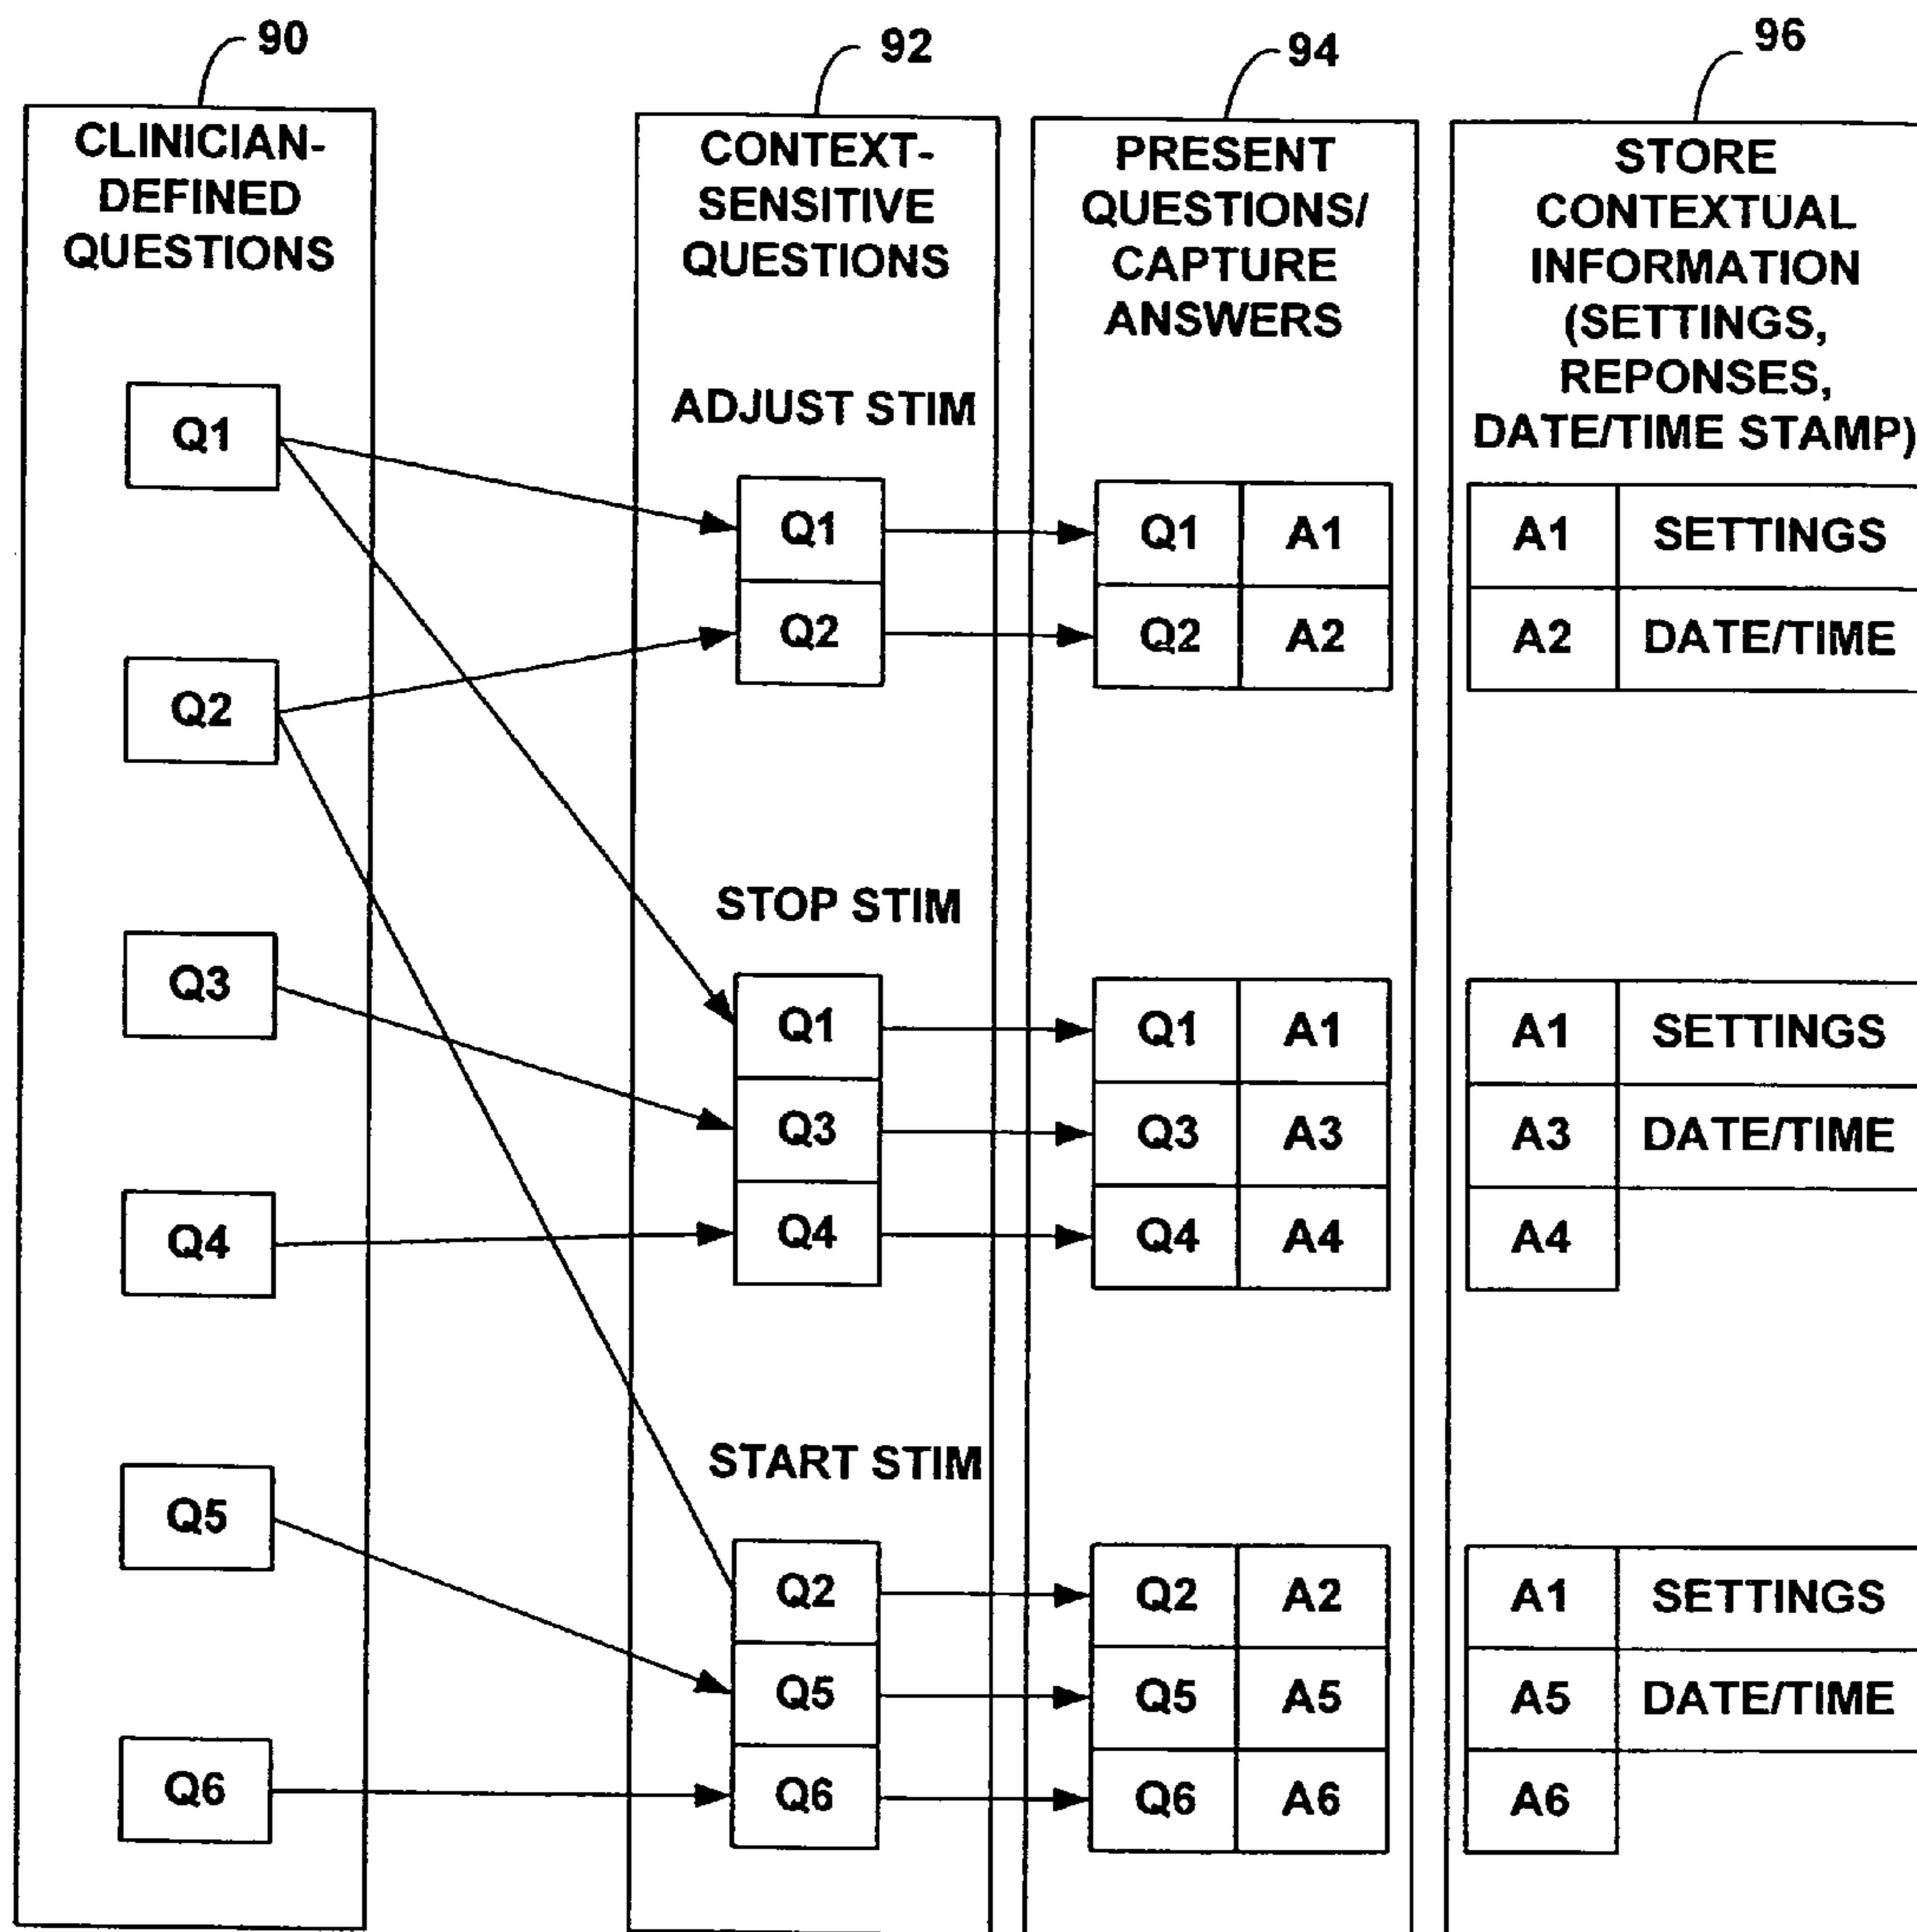 90
92
94
96
CLINICIAN-
DEFINED
QUESTIONS
Q1
Q2
Q3
Q4
Q5
Q6
CONTEXT-
SENSITIVE
QUESTIONS
ADJUST STIM
Q1
Q2
STOP STIM
Q1
Q3
Q4
START STIM
Q2
Q5
Q6
PRESENT
QUESTIONS/
CAPTURE
ANSWERS
Q1 A1
Q2 A2
Q1 A1
Q3 A3
Q4 A4
Q2 A2
Q5 A5
Q6 A6
STORE
CONTEXTUAL
INFORMATION
(SETTINGS,
REPONSES,
DATE/TIME STAMP)
A1 SETTINGS
A2 DATE/TIME
A1 SETTINGS
A3 DATE/TIME
A4
A1 SETTINGS
A5 DATE/TIME
A6